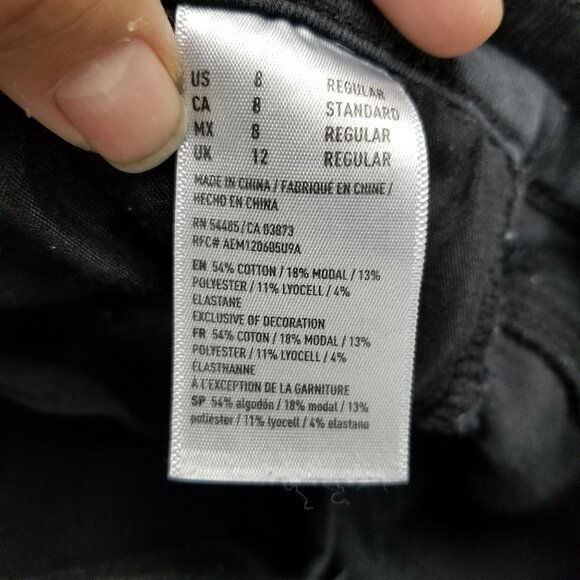 US 8 REGULAR
CA 8 STANDARD
MX 8 REGULAR
UK 12 REGULAR
MADE IN CHINA / FABRIQUÉ EN CHINE /
HECHO EN CHINA
RN 54485/CA 03873
RFC# AEM120605U9A
EN 54% COTTON / 18% MODAL / 13%
POLYESTER / 11% LYOCELL / 4%
ELASTANE
EXCLUSIVE OF DECORATION
FR 54% COTON / 18% MODAL / 13%
POLYESTER / 11% LYOCELL / 4%
ÉLASTHANNE
À L'EXCEPTION DE LA GARNITURE
SP 54% algodón / 18% modal / 13%
poliéster / 11% lyocell / 4% elastano